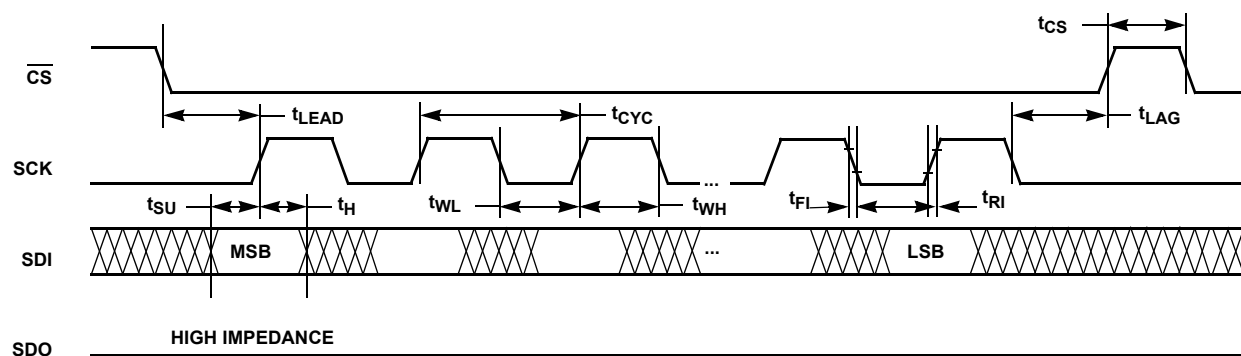 tCS
CS
tLEAD
tCYC
tLAG
SCK
...
tSU
tH
tWL
tWH
tFI
tRI
SDI
MSB
...
LSB
HIGH IMPEDANCE
SDO